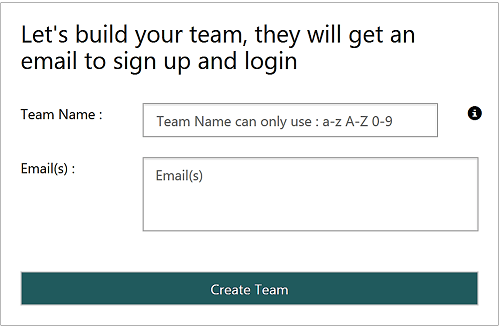 Let's build your team, they will get an
email to sign up and login
Team Name :
Team Name can only use : a-z A-Z 0-9
Email(s) :
Email(s)
Create Team